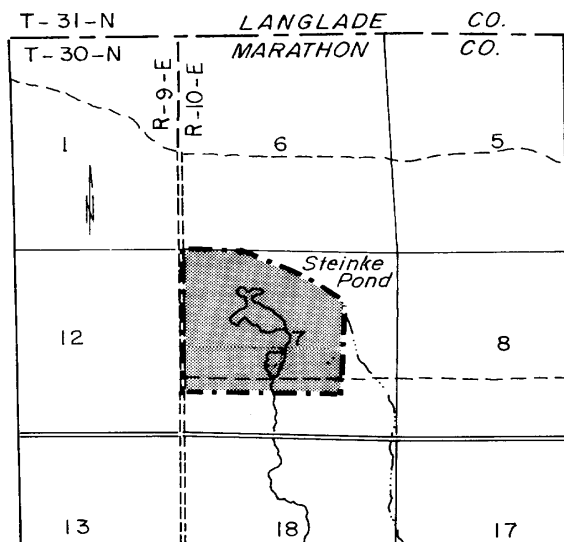 T-31-N LANGLADE CO.
T-30-N MARATHON CO.
R-9-E
R-10-E
1 6 5
N
Steinke
Pond
12 7 8
13 18 17